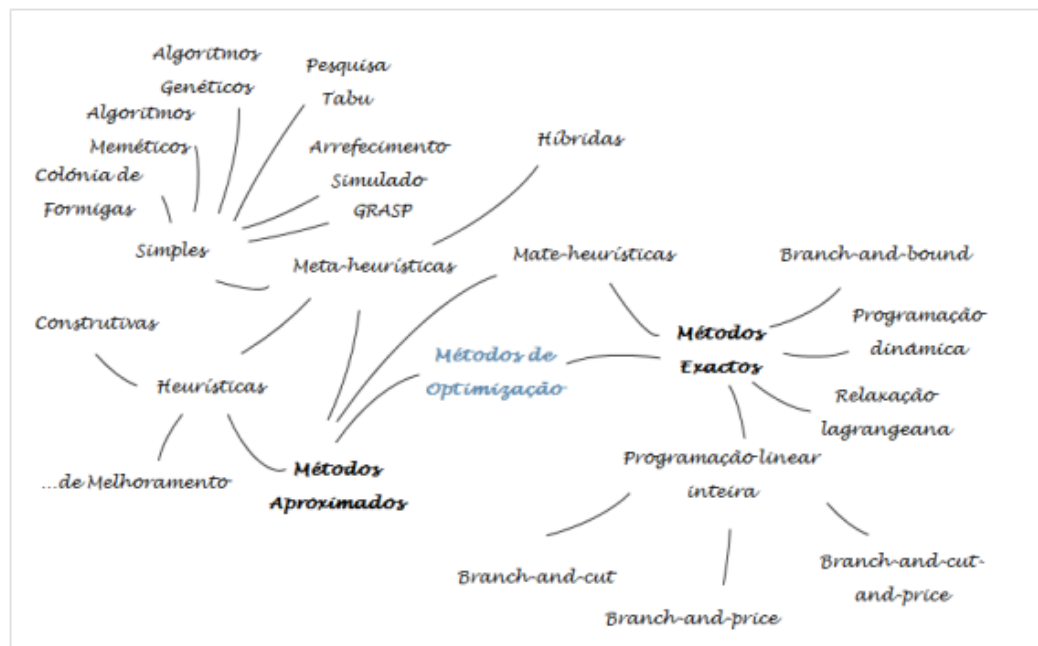 Algoritmos
Genéticos
Pesquisa
Tabu
Algoritmos
Meméticos
Arrefecimento
Simulado
Híbridas
Colónia de
Formigas
GRASP
Simples
Meta-heurísticas
Mate-heurísticas
Branch-and-bound
Construtivas
Métodos
Exactos
Programação
dinâmica
Métodos de
Optimização
Heurísticas
Relaxação
lagrangeana
Programação linear
inteira
...de Melhoramento
Métodos
Aproximados
Branch-and-cut
Branch-and-price
Branch-and-cut-
and-price